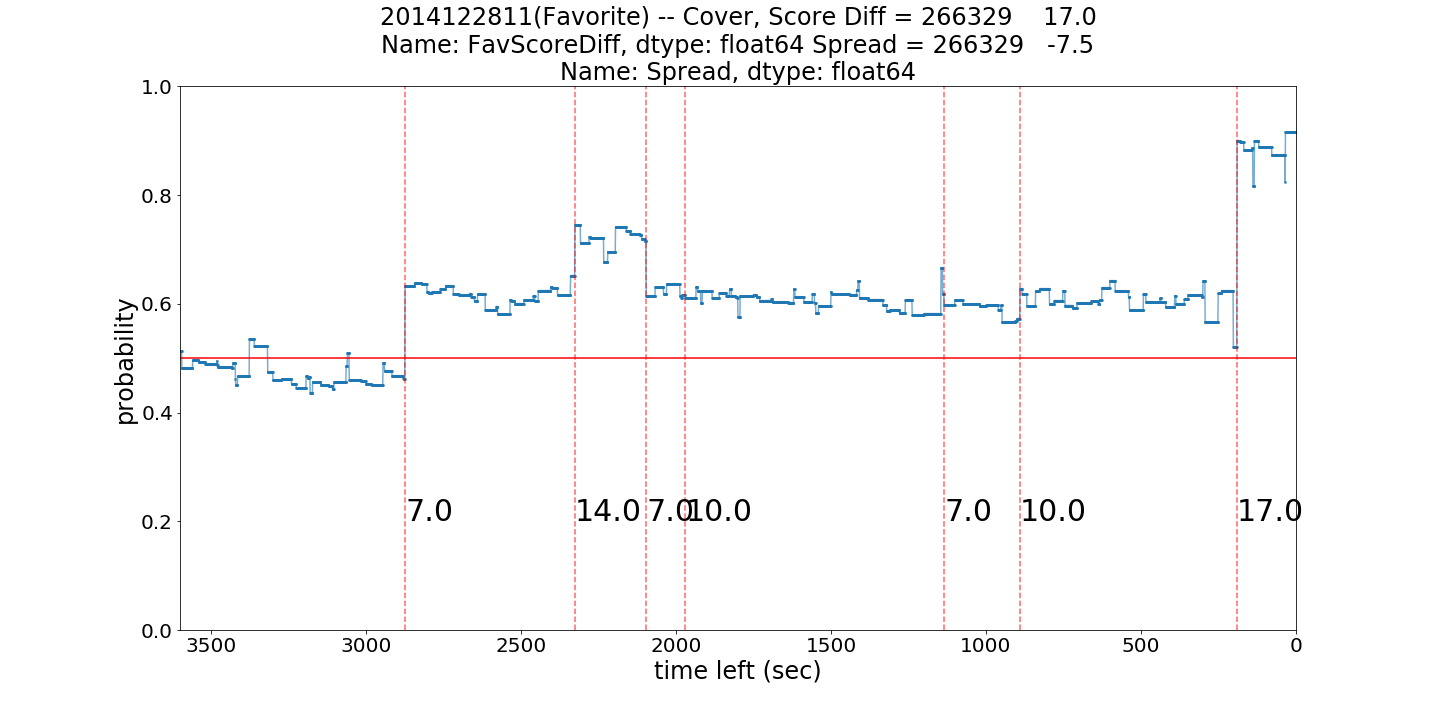 2014122811(Favorite) -- Cover, Score Diff = 266329    17.0
Name: FavScoreDiff, dtype: float64 Spread = 266329   -7.5
Name: Spread, dtype: float64
1.0
0.8
0.6
0.4
0.2
0.0
probability
7.0 14.0 7.0 10.0 7.0 10.0 17.0
3500 3000 2500 2000 1500 1000 500 0
time left (sec)